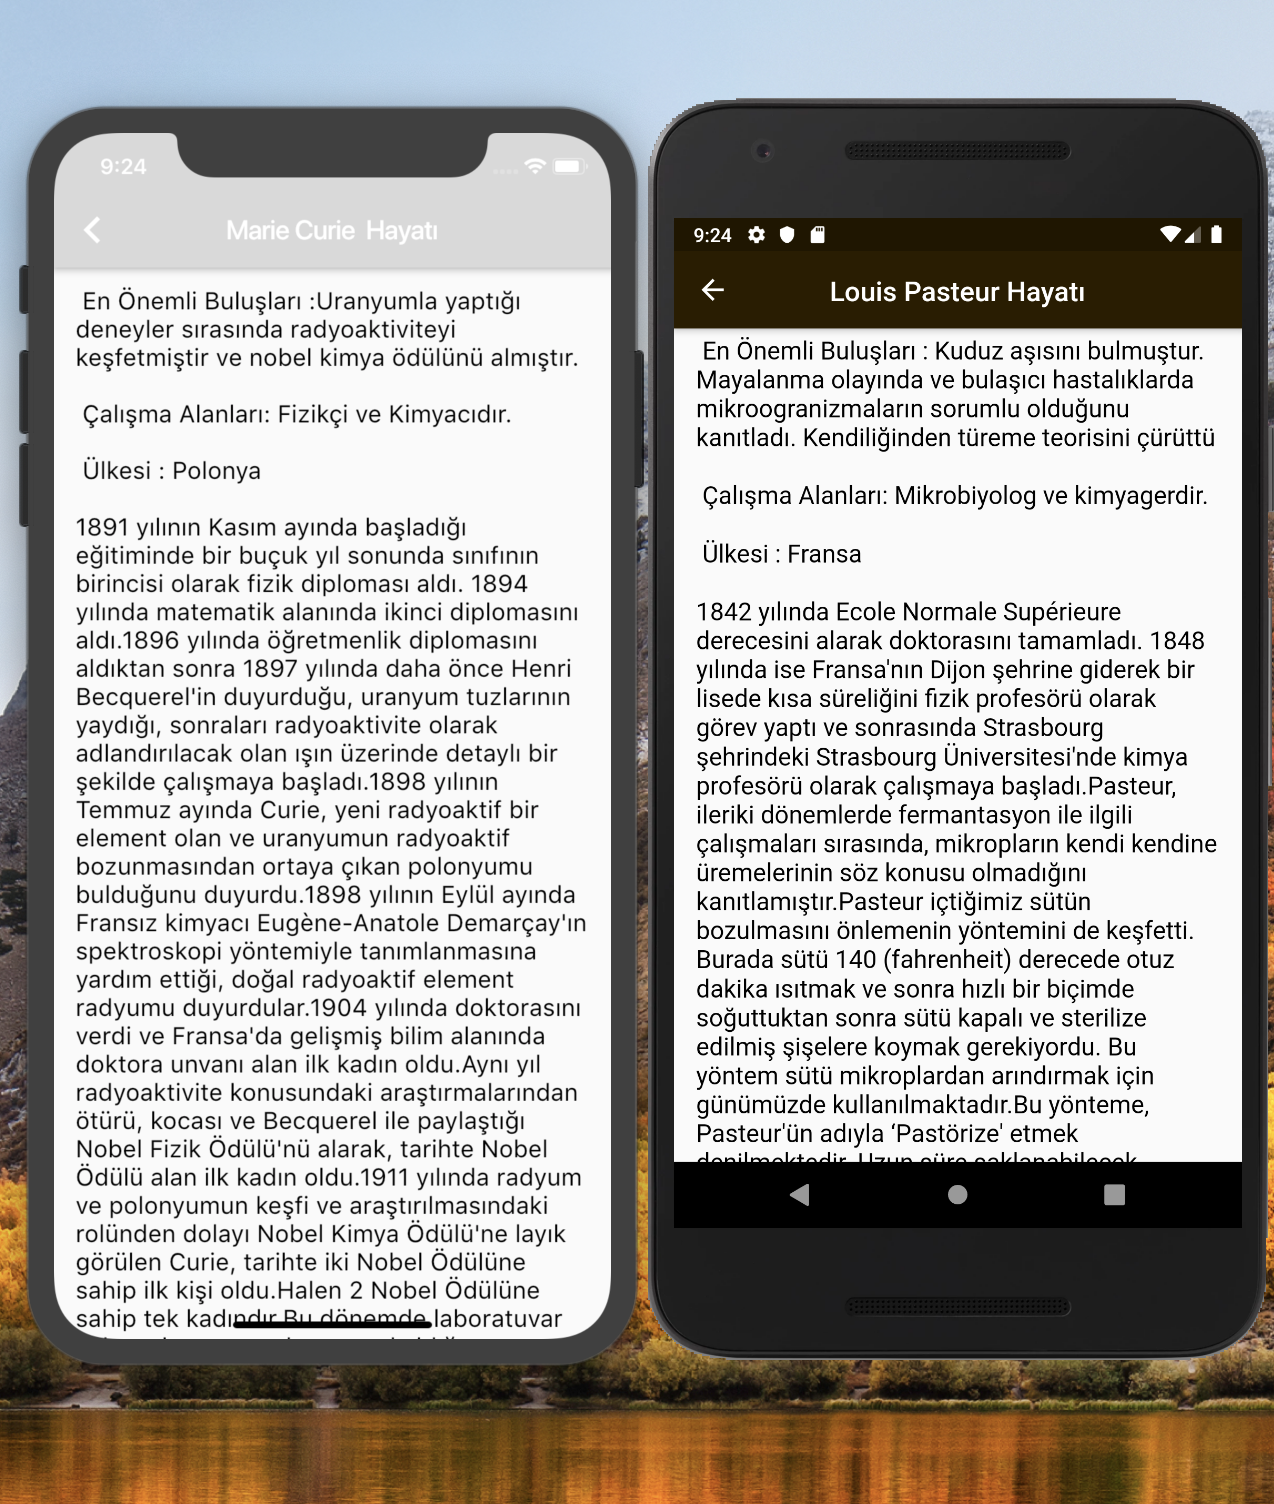 9:24
Marie Curie  Hayatı
En Önemli Buluşları :Uranyumla yaptığı
deneyler sırasında radyoaktiviteyi
keşfetmiştir ve nobel kimya ödülünü almıştır.
Çalışma Alanları: Fizikçi ve Kimyacıdır.
Ülkesi : Polonya
1891 yılının Kasım ayında başladığı
eğitiminde bir buçuk yıl sonunda sınıfının
birincisi olarak fizik diploması aldı. 1894
yılında matematik alanında ikinci diplomasını
aldı.1896 yılında öğretmenlik diplomasını
aldıktan sonra 1897 yılında daha önce Henri
Becquerel'in duyurduğu, uranyum tuzlarının
yaydığı, sonraları radyoaktivite olarak
adlandırılacak olan ışın üzerinde detaylı bir
şekilde çalışmaya başladı.1898 yılının
Temmuz ayında Curie, yeni radyoaktif bir
element olan ve uranyumun radyoaktif
bozunmasından ortaya çıkan polonyumu
bulduğunu duyurdu.1898 yılının Eylül ayında
Fransız kimyacı Eugène-Anatole Demarçay'ın
spektroskopi yöntemiyle tanımlanmasına
yardım ettiği, doğal radyoaktif element
radyumu duyurdular.1904 yılında doktorasını
verdi ve Fransa'da gelişmiş bilim alanında
doktora unvanı alan ilk kadın oldu.Aynı yıl
radyoaktivite konusundaki araştırmalarından
ötürü, kocası ve Becquerel ile paylaştığı
Nobel Fizik Ödülü'nü alarak, tarihte Nobel
Ödülü alan ilk kadın oldu.1911 yılında radyum
ve polonyumun keşfi ve araştırılmasındaki
rolünden dolayı Nobel Kimya Ödülü'ne layık
görülen Curie, tarihte iki Nobel Ödülüne
sahip ilk kişi oldu.Halen 2 Nobel Ödülüne
sahip tek kadındır.Bu dönemde laboratuvar
9:24
Louis Pasteur Hayatı
En Önemli Buluşları : Kuduz aşısını bulmuştur.
Mayalanma olayında ve bulaşıcı hastalıklarda
mikroogranizmaların sorumlu olduğunu
kanıtladı. Kendiliğinden türeme teorisini çürüttü
Çalışma Alanları: Mikrobiyolog ve kimyagerdir.
Ülkesi : Fransa
1842 yılında Ecole Normale Supérieure
derecesini alarak doktorasını tamamladı. 1848
yılında ise Fransa'nın Dijon şehrine giderek bir
lisede kısa süreliğini fizik profesörü olarak
görev yaptı ve sonrasında Strasbourg
şehrindeki Strasbourg Üniversitesi'nde kimya
profesörü olarak çalışmaya başladı.Pasteur,
ileriki dönemlerde fermantasyon ile ilgili
çalışmaları sırasında, mikropların kendi kendine
üremelerinin söz konusu olmadığını
kanıtlamıştır.Pasteur içtiğimiz sütün
bozulmasını önlemenin yöntemini de keşfetti.
Burada sütü 140 (fahrenheit) derecede otuz
dakika ısıtmak ve sonra hızlı bir biçimde
soğuttuktan sonra sütü kapalı ve sterilize
edilmiş şişelere koymak gerekiyordu. Bu
yöntem sütü mikroplardan arındırmak için
günümüzde kullanılmaktadır.Bu yönteme,
Pasteur'ün adıyla ‘Pastörize' etmek
denilmektedir. Uzun süre saklanabilecek